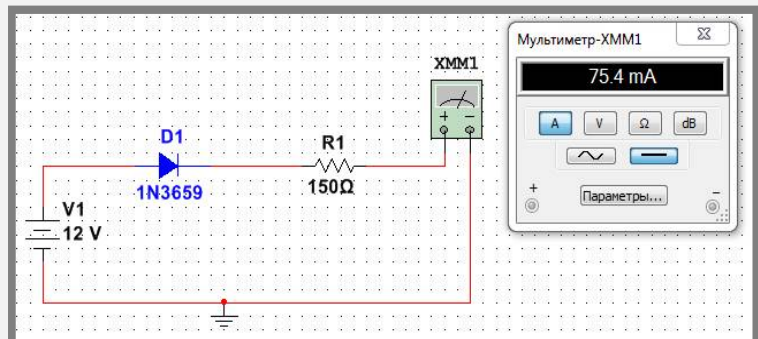 Мультиметр-XMM1
75.4 mA
A V Ω dB
+ Параметры... −
XMM1
+ −
D1
1N3659
R1
150Ω
V1
12 V